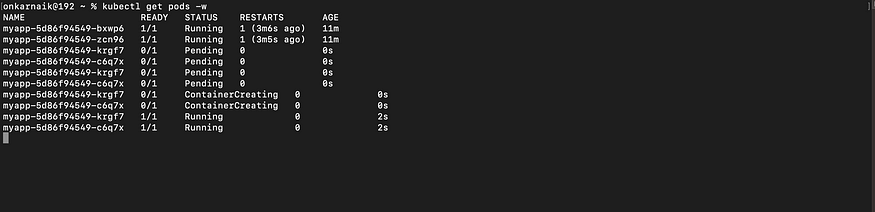 onkarnaik@192 ~ % kubectl get pods -w
NAME READY STATUS RESTARTS AGE
myapp-5d86f94549-bxwp6 1/1 Running 1 (3m6s ago) 11m
myapp-5d86f94549-zcn96 1/1 Running 1 (3m5s ago) 11m
myapp-5d86f94549-krgf7 0/1 Pending 0 0s
myapp-5d86f94549-c6q7x 0/1 Pending 0 0s
myapp-5d86f94549-krgf7 0/1 Pending 0 0s
myapp-5d86f94549-c6q7x 0/1 Pending 0 0s
myapp-5d86f94549-krgf7 0/1 ContainerCreating 0 0s
myapp-5d86f94549-c6q7x 0/1 ContainerCreating 0 0s
myapp-5d86f94549-krgf7 1/1 Running 0 2s
myapp-5d86f94549-c6q7x 1/1 Running 0 2s